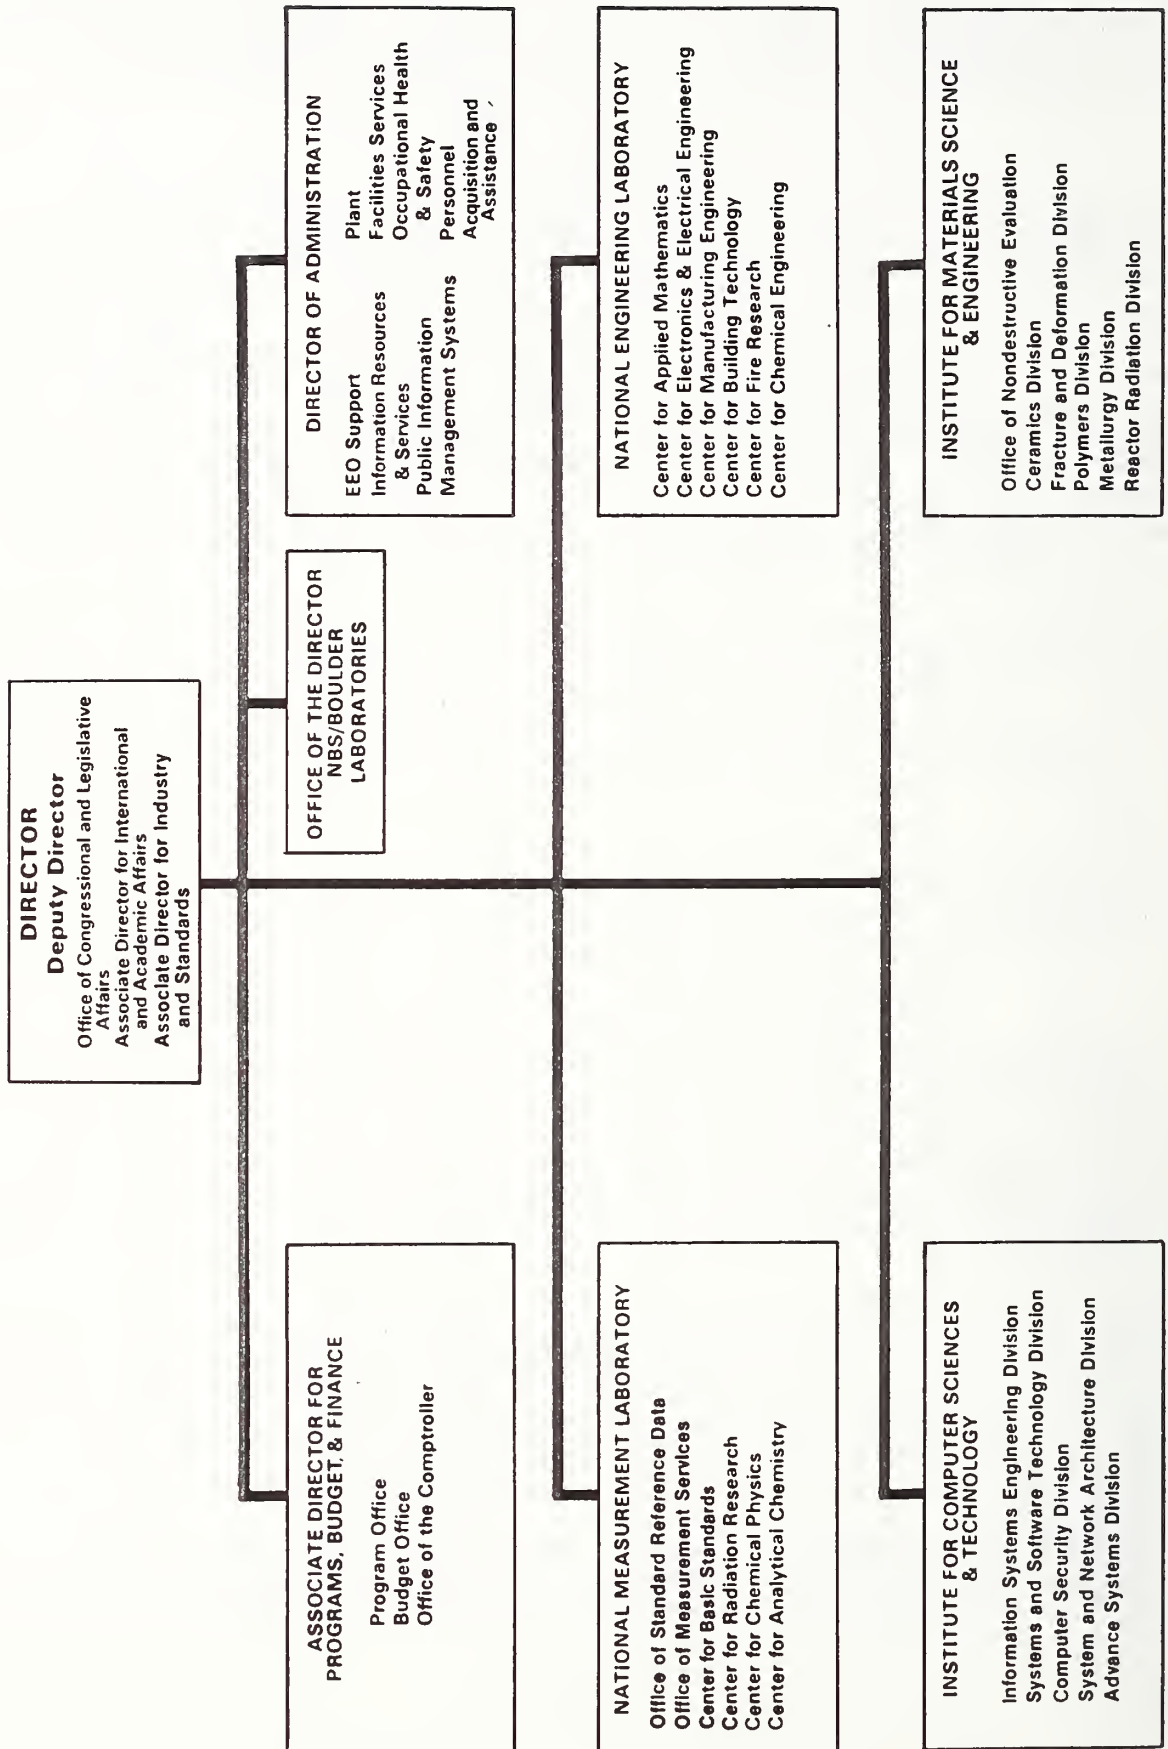 DIRECTOR
Deputy Director
Office of Congressional and Legislative
Affairs
Associate Director for International
and Academic Affairs
Associate Director for Industry
and Standards
ASSOCIATE DIRECTOR FOR
PROGRAMS, BUDGET, & FINANCE
Program Office
Budget Office
Office of the Comptroller
OFFICE OF THE DIRECTOR
NBS/BOULDER
LABORATORIES
DIRECTOR OF ADMINISTRATION
EEO Support
Information Resources
& Services
Public Information
Management Systems
Plant
Facilities Services
Occupational Health
& Safety
Personnel
Acquisition and
Assistance
NATIONAL MEASUREMENT LABORATORY
Office of Standard Reference Data
Office of Measurement Services
Center for Basic Standards
Center for Radiation Research
Center for Chemical Physics
Center for Analytical Chemistry
NATIONAL ENGINEERING LABORATORY
Center for Applied Mathematics
Center for Electronics & Electrical Engineering
Center for Manufacturing Engineering
Center for Building Technology
Center for Fire Research
Center for Chemical Engineering
INSTITUTE FOR COMPUTER SCIENCES
& TECHNOLOGY
Information Systems Engineering Division
Systems and Software Technology Division
Computer Security Division
System and Network Architecture Division
Advance Systems Division
INSTITUTE FOR MATERIALS SCIENCE
& ENGINEERING
Office of Nondestructive Evaluation
Ceramics Division
Fracture and Deformation Division
Polymers Division
Metallurgy Division
Reactor Radiation Division